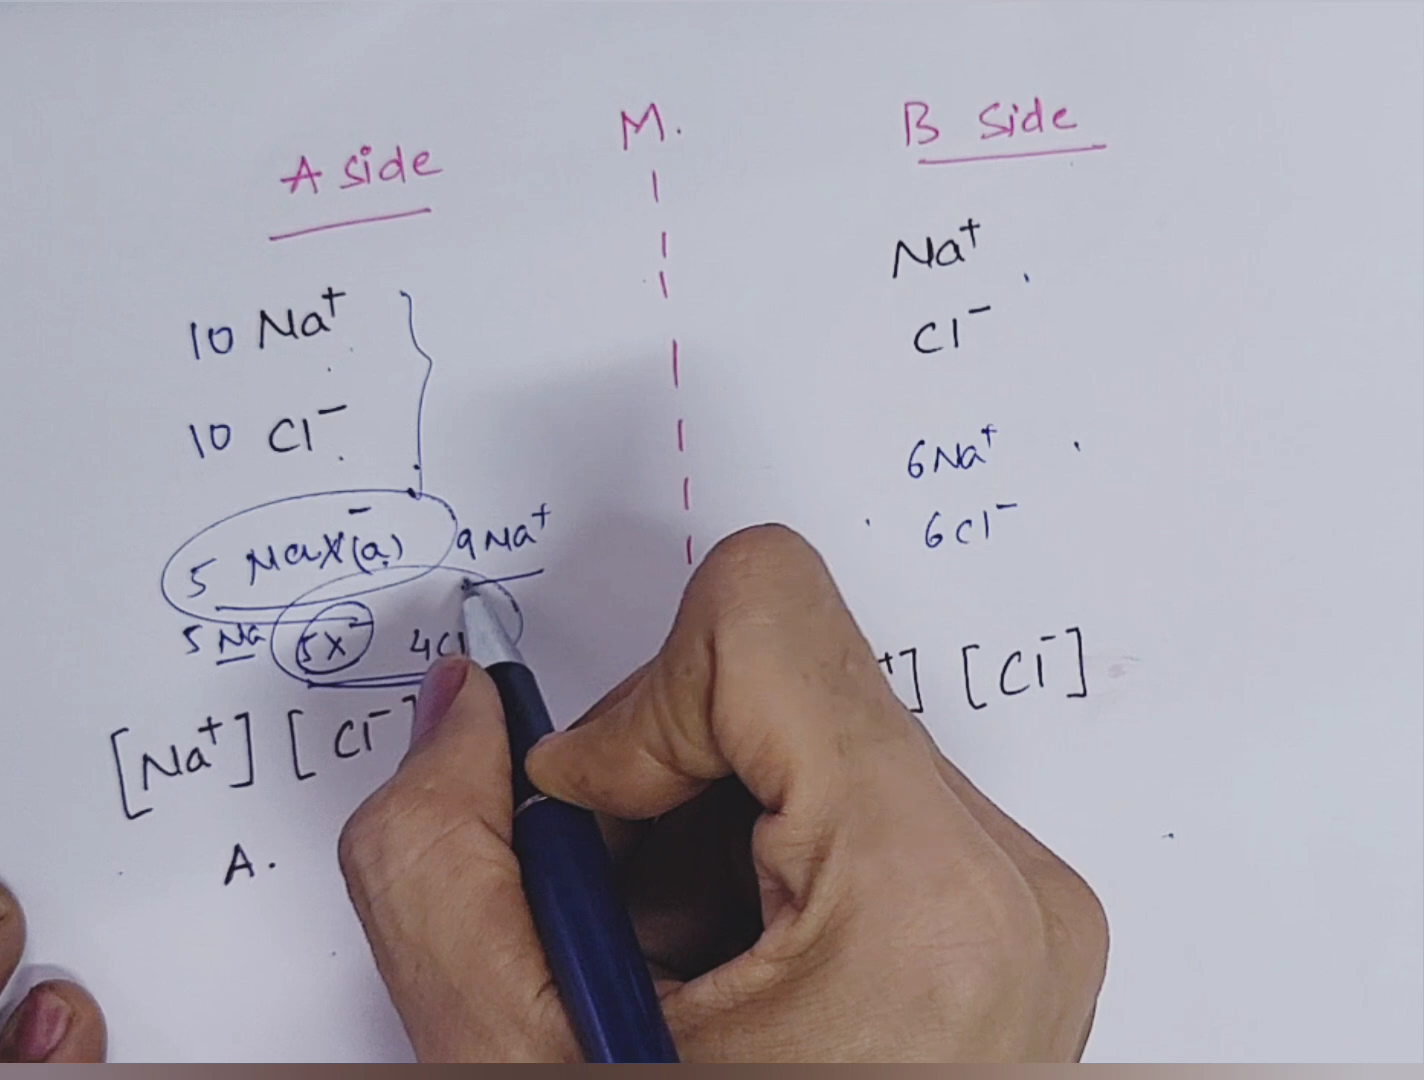 A side
M.
B side
10 Na⁺
Na⁺
10 Cl⁻
Cl⁻
6Na⁺
5 NaX⁻(a) 9Na⁺
6Cl⁻
5 Na 5X⁻ 4Cl
[Na⁺] [Cl⁻]
⁺] [Cl⁻]
A.